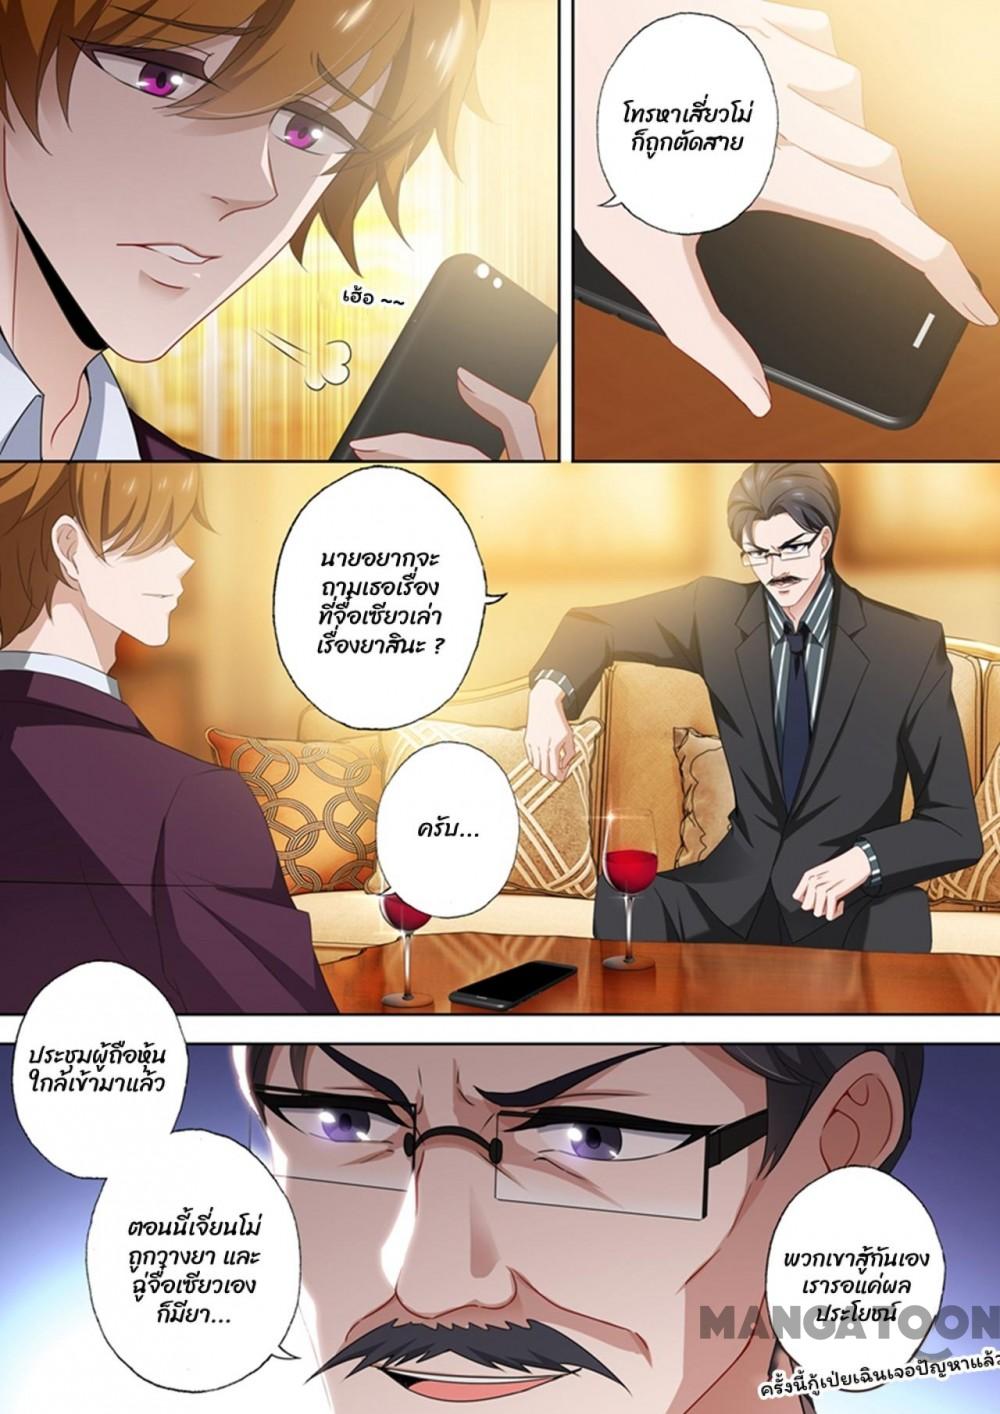 เฮ้อ ~~
โทรหาเสี่ยวโม่
ก็ถูกตัดสาย
นายอยากจะ
ถามเธอเรื่อง
ที่จื่อเซียวเล่า
เรื่องยาสินะ ?
ครับ...
ประชุมผู้ถือหุ้น
ใกล้เข้ามาแล้ว
ตอนนี้เจี่ยนโม่
ถูกวางยา และ
ฉู่จื่อเซียวเอง
ก็มียา...
พวกเขาสู้กันเอง
เรารอแค่ผล
ประโยชน์
MANGATOON
ครั้งนี้กู้เป่ยเฉินเจอปัญหาแล้ว